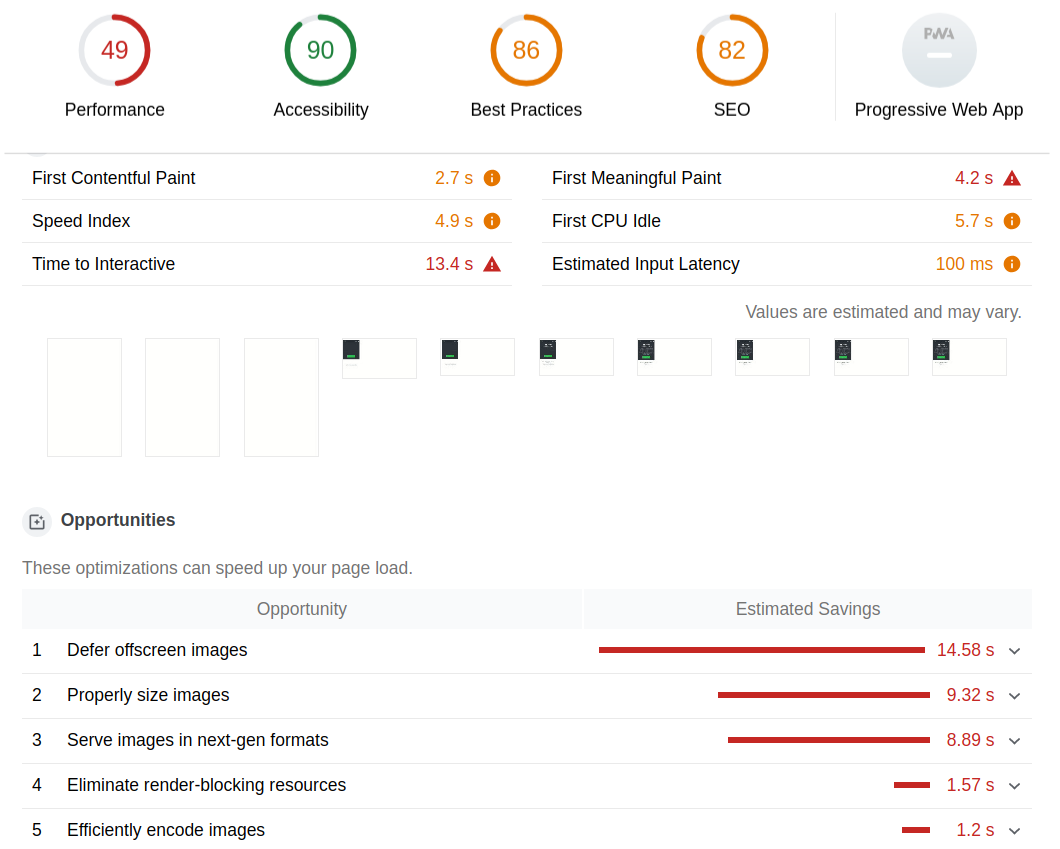 49 90 86 82 PWA
Performance Accessibility Best Practices SEO Progressive Web App
First Contentful Paint 2.7 s First Meaningful Paint 4.2 s
Speed Index 4.9 s First CPU Idle 5.7 s
Time to Interactive 13.4 s Estimated Input Latency 100 ms
Values are estimated and may vary.
Opportunities
These optimizations can speed up your page load.
Opportunity Estimated Savings
1 Defer offscreen images 14.58 s
2 Properly size images 9.32 s
3 Serve images in next-gen formats 8.89 s
4 Eliminate render-blocking resources 1.57 s
5 Efficiently encode images 1.2 s